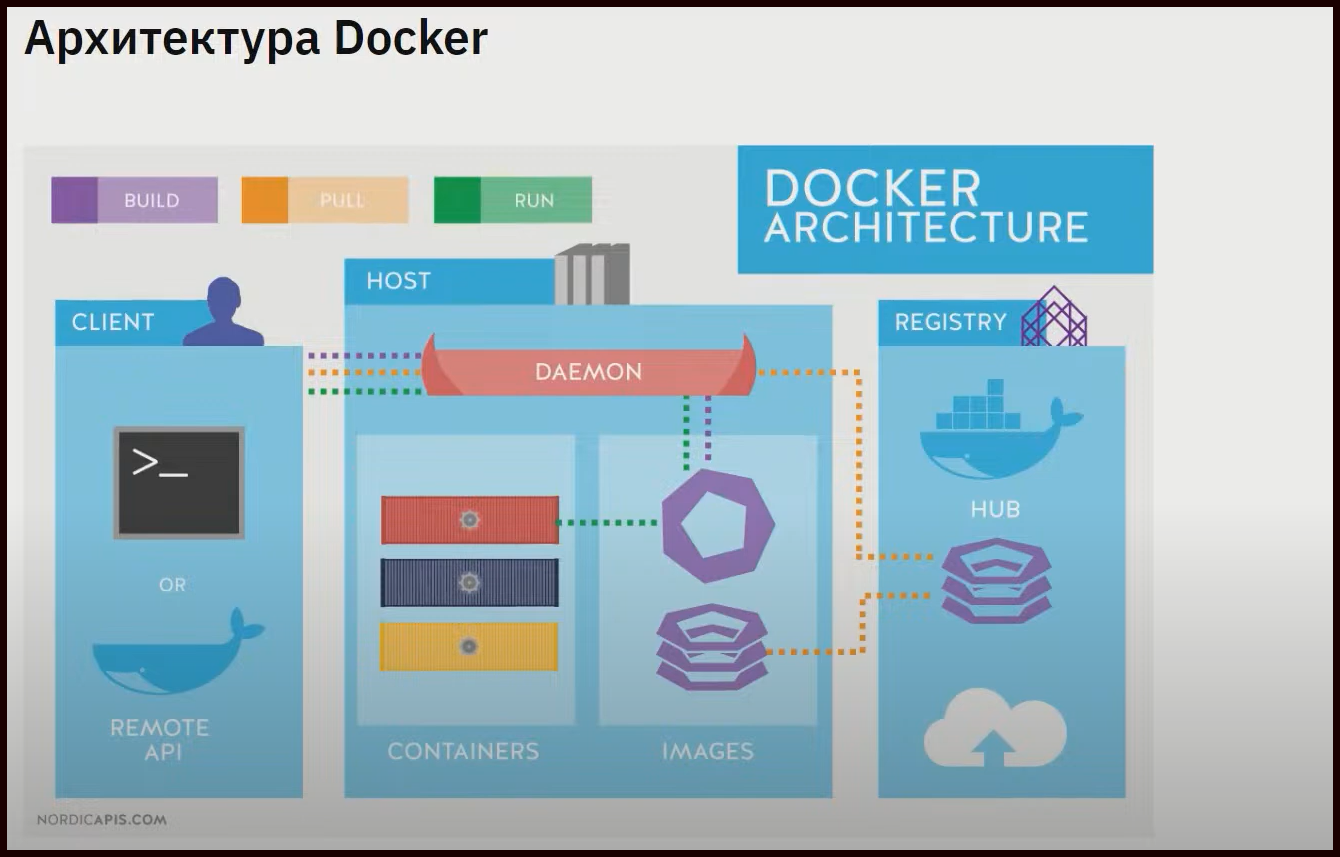 Архитектура Docker
BUILD
PULL
RUN
DOCKER
ARCHITECTURE
CLIENT
HOST
REGISTRY
DAEMON
>_
OR
REMOTE
API
CONTAINERS
IMAGES
HUB
NORDICAPIS.COM